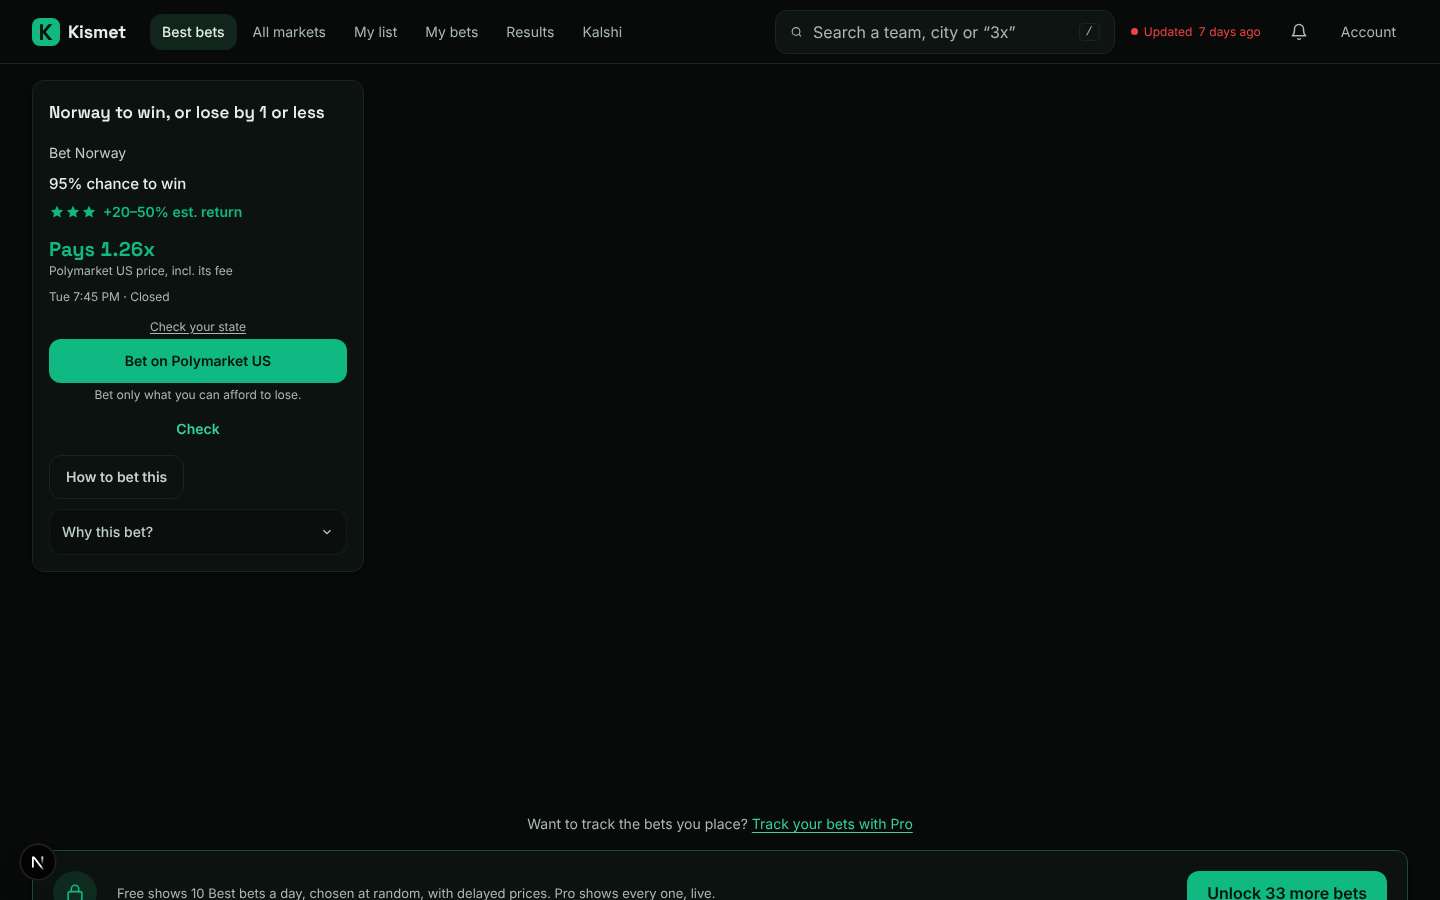 Kismet
Best bets
All markets
My list
My bets
Results
Kalshi
Search a team, city or “3x”
/
Updated 7 days ago
Account
Norway to win, or lose by 1 or less
Bet Norway
95% chance to win
+20–50% est. return
Pays 1.26x
Polymarket US price, incl. its fee
Tue 7:45 PM · Closed
Check your state
Bet on Polymarket US
Bet only what you can afford to lose.
Check
How to bet this
Why this bet?
Want to track the bets you place? Track your bets with Pro
N
Free shows 10 Best bets a day, chosen at random, with delayed prices. Pro shows every one, live.
Unlock 33 more bets